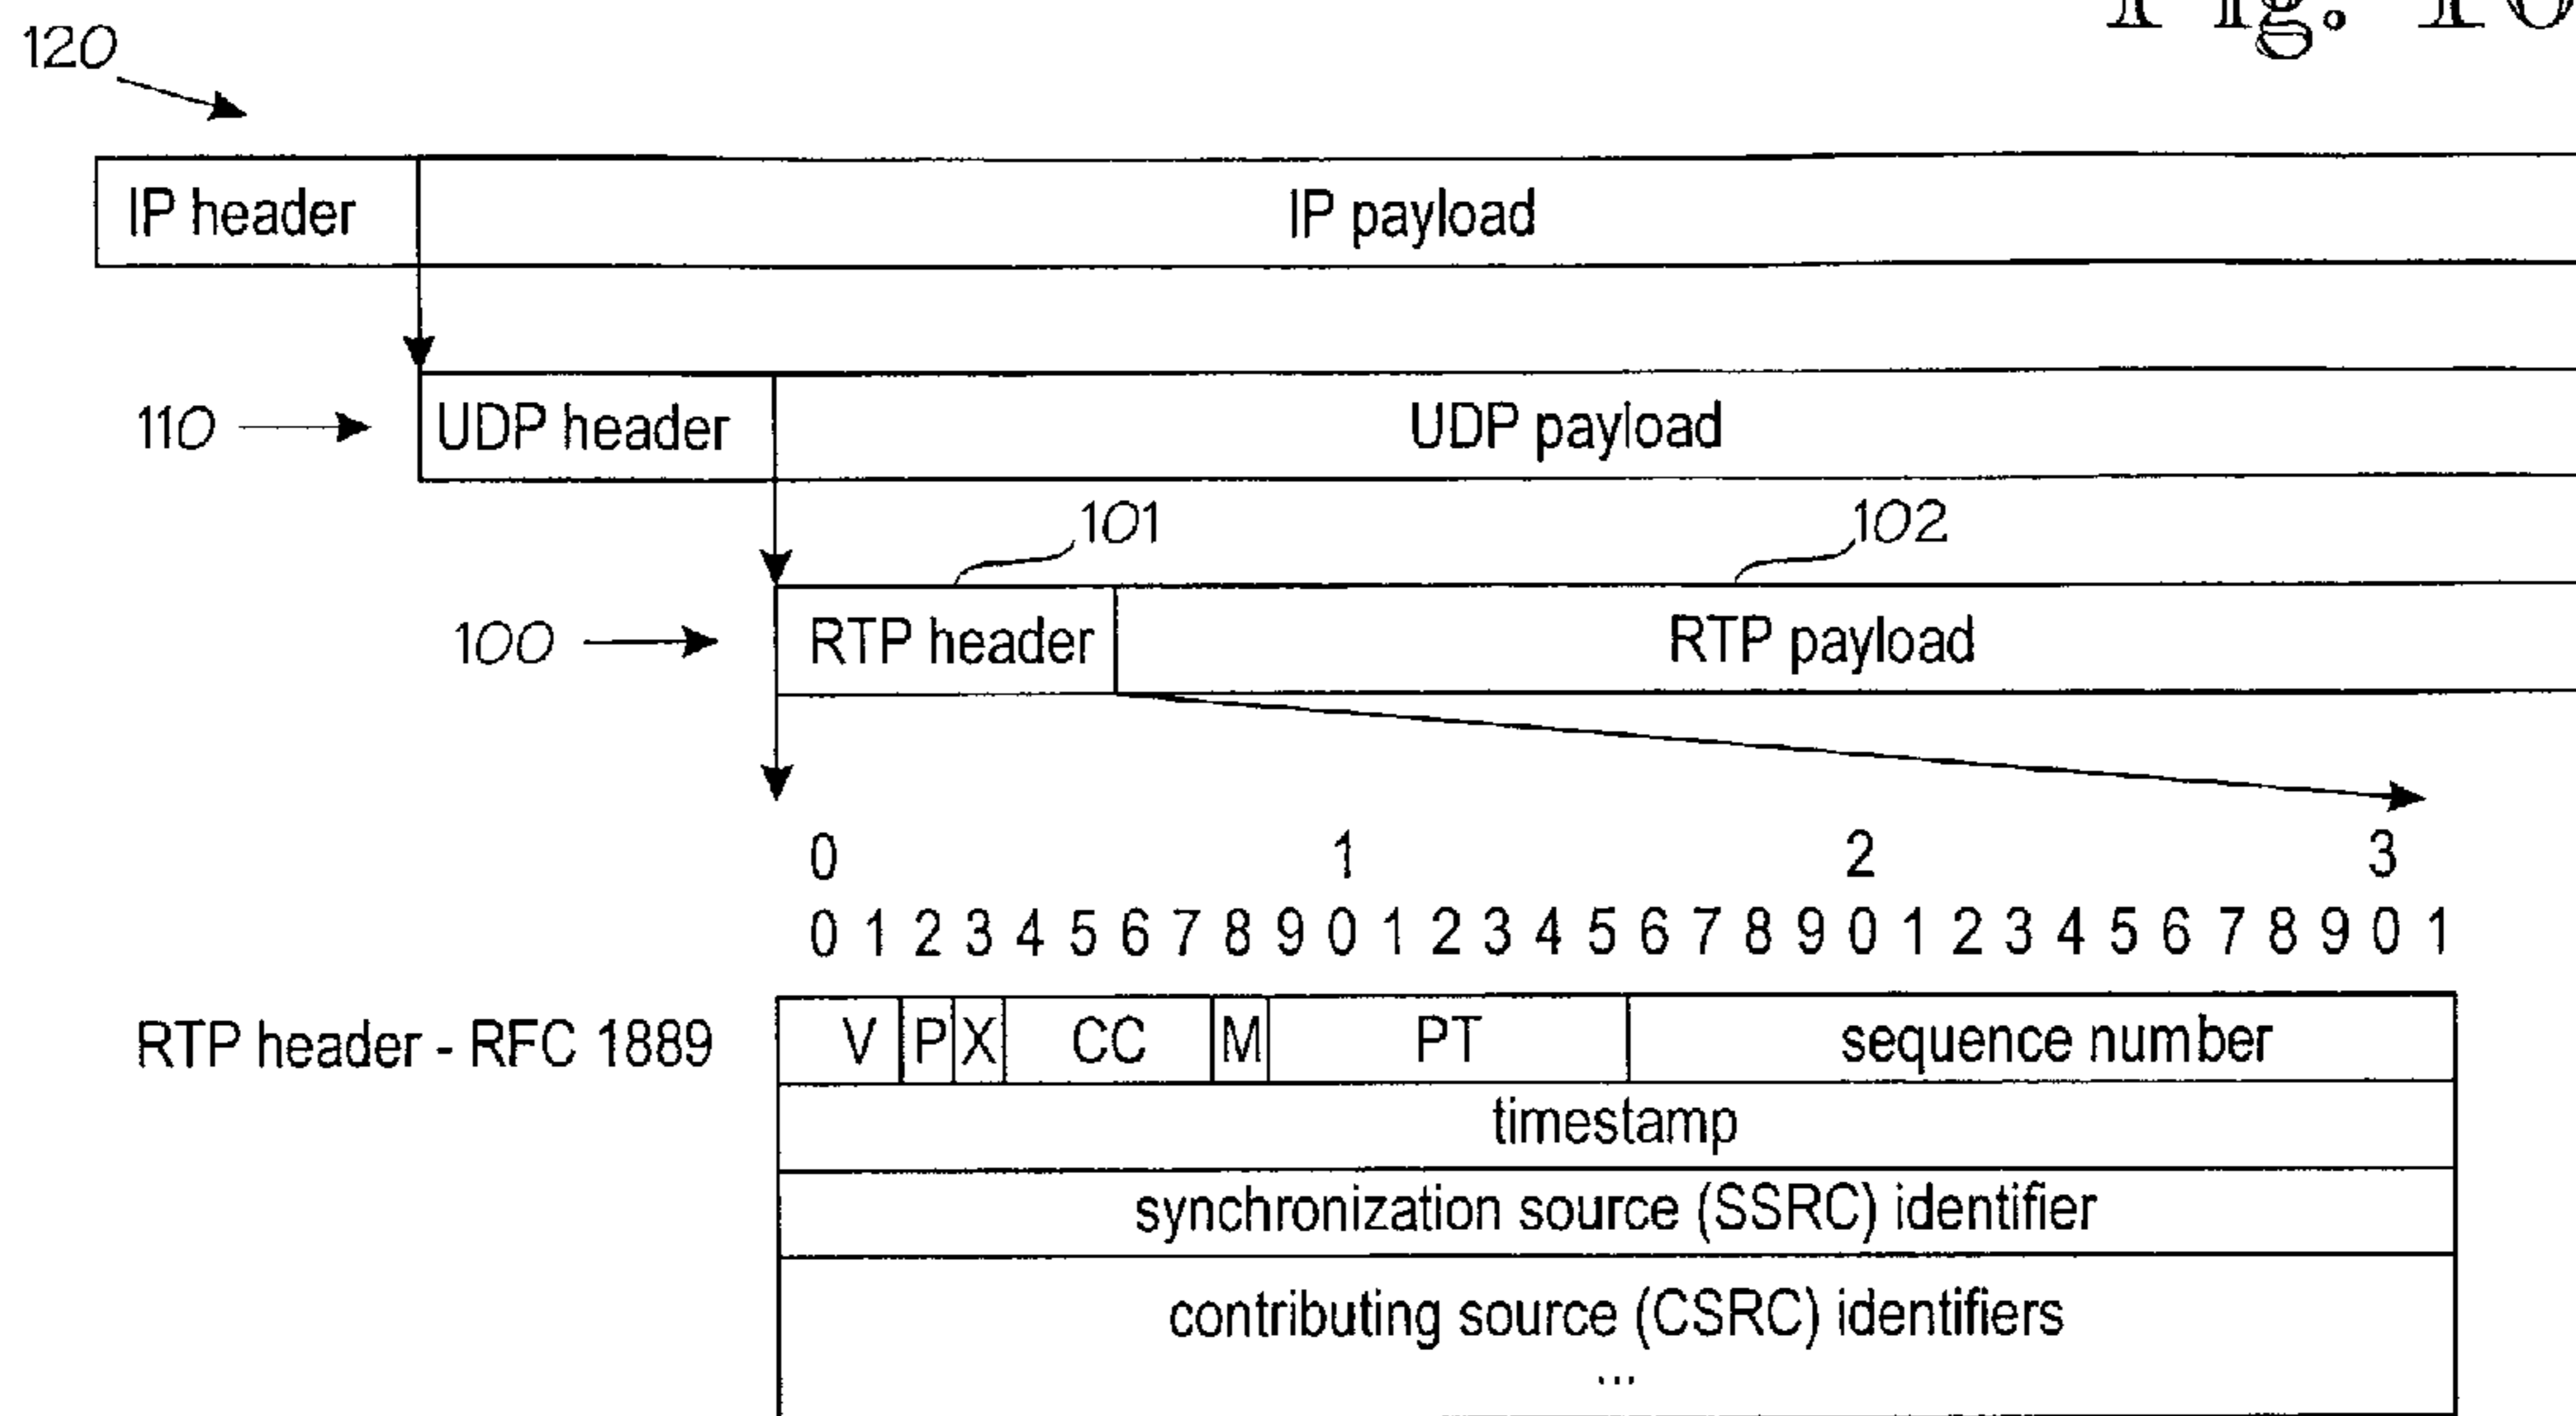 Fig. 10
120
IP header IP payload
110 UDP header UDP payload
101 102
100 RTP header RTP payload
0 1 2 3
0 1 2 3 4 5 6 7 8 9 0 1 2 3 4 5 6 7 8 9 0 1 2 3 4 5 6 7 8 9 0 1
RTP header - RFC 1889 V P X CC M PT sequence number
timestamp
synchronization source (SSRC) identifier
contributing source (CSRC) identifiers
...